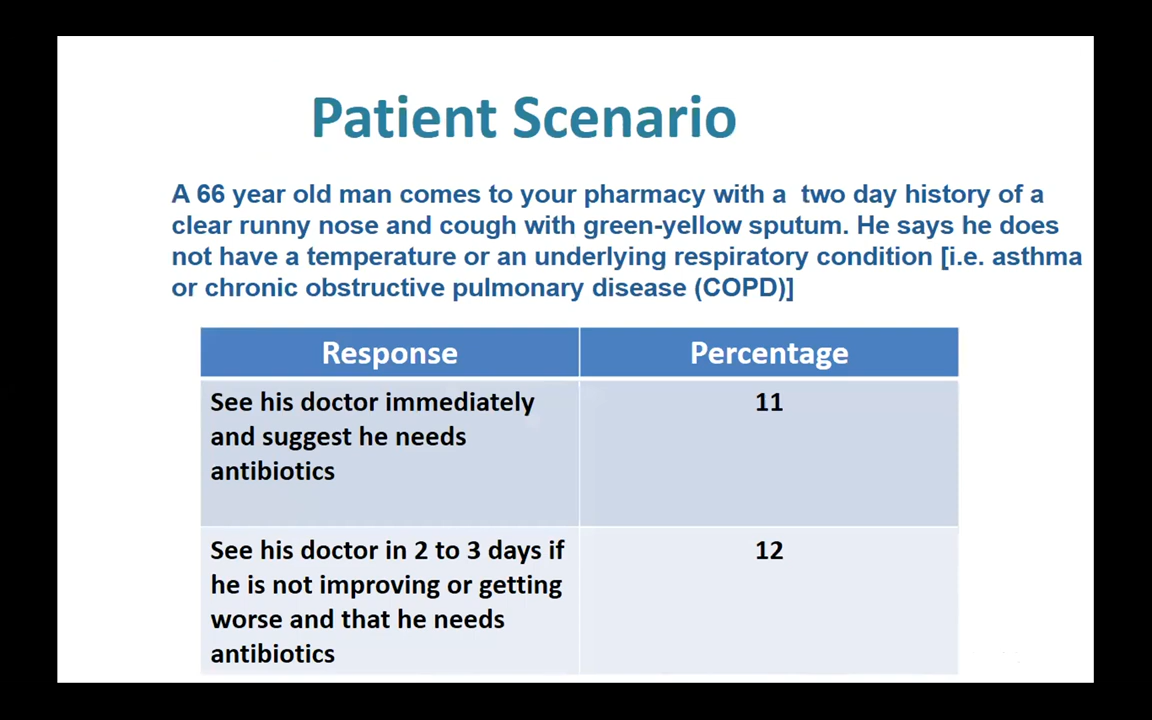 Patient Scenario
A 66 year old man comes to your pharmacy with a two day history of a
clear runny nose and cough with green-yellow sputum. He says he does
not have a temperature or an underlying respiratory condition [i.e. asthma
or chronic obstructive pulmonary disease (COPD)]
Response Percentage
See his doctor immediately 11
and suggest he needs
antibiotics
See his doctor in 2 to 3 days if 12
he is not improving or getting
worse and that he needs
antibiotics